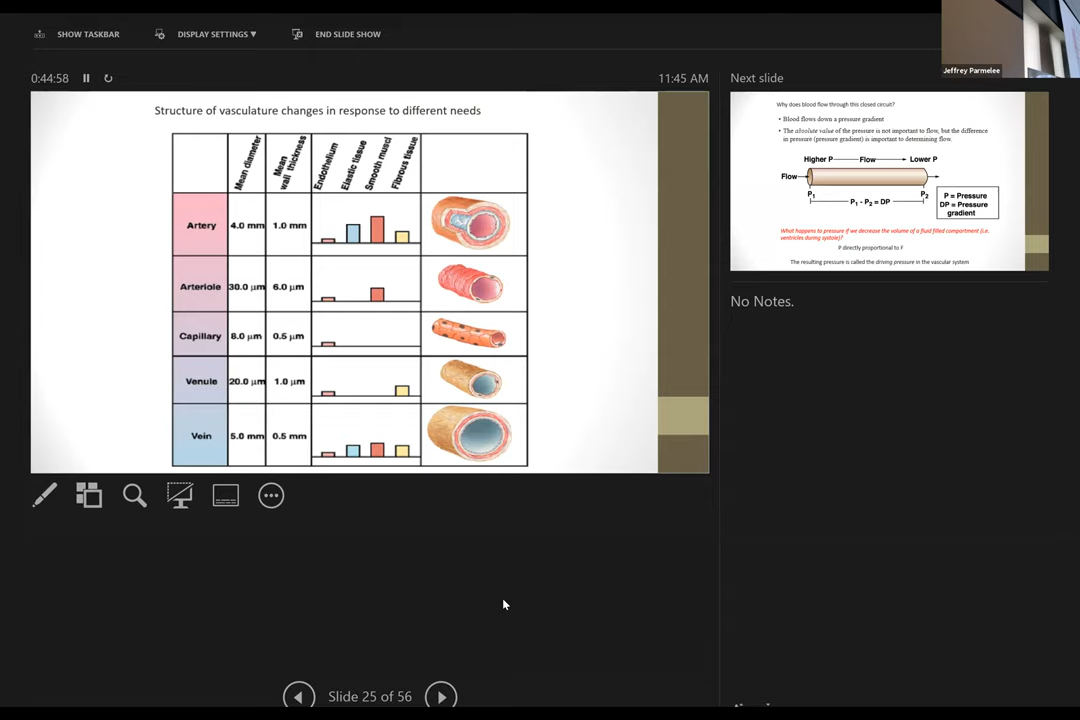 SHOW TASKBAR
DISPLAY SETTINGS ▼
END SLIDE SHOW
Jeffrey Parmelee
0:44:58
11:45 AM
Next slide
Structure of vasculature changes in response to different needs
Mean diameter
Mean wall thickness
Endothelium
Elastic tissue
Smooth muscl
Fibrous tissue
Artery 4.0 mm 1.0 mm
Arteriole 30.0 µm 6.0 µm
Capillary 8.0 µm 0.5 µm
Venule 20.0 µm 1.0 µm
Vein 5.0 mm 0.5 mm
Why does blood flow through this closed circuit?
• Blood flows down a pressure gradient
• The absolute value of the pressure is not important to flow, but the difference
in pressure (pressure gradient) is important to determining flow.
Higher P Flow Lower P
Flow
P1 P2
P1 - P2 = DP
P = Pressure
DP = Pressure
gradient
What happens to pressure if we decrease the volume of a fluid filled compartment (i.e.
ventricles during systole)?
P directly proportional to F
The resulting pressure is called the driving pressure in the vascular system
No Notes.
Slide 25 of 56